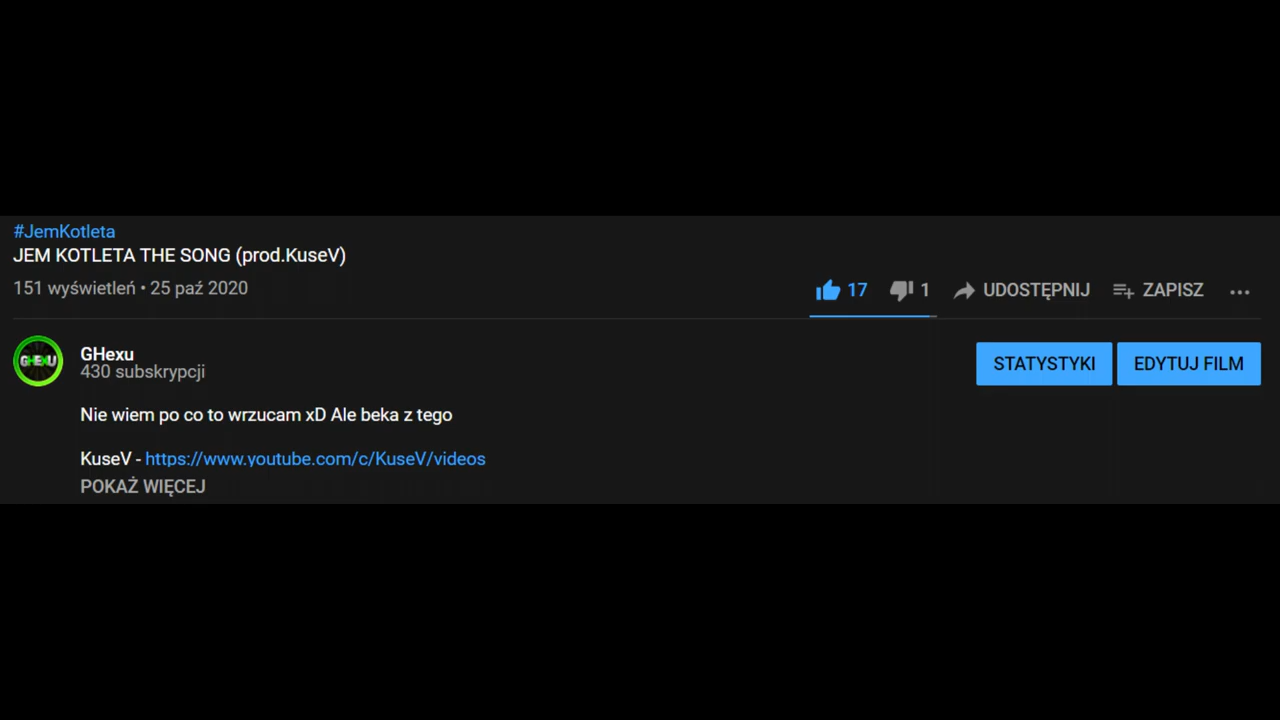 #JemKotleta
JEM KOTLETA THE SONG (prod.KuseV)
151 wyświetleń • 25 paź 2020
17 1 UDOSTĘPNIJ ZAPISZ ...
GHEXU
GHexu
430 subskrypcji
STATYSTYKI EDYTUJ FILM
Nie wiem po co to wrzucam xD Ale beka z tego
KuseV - https://www.youtube.com/c/KuseV/videos
POKAŻ WIĘCEJ